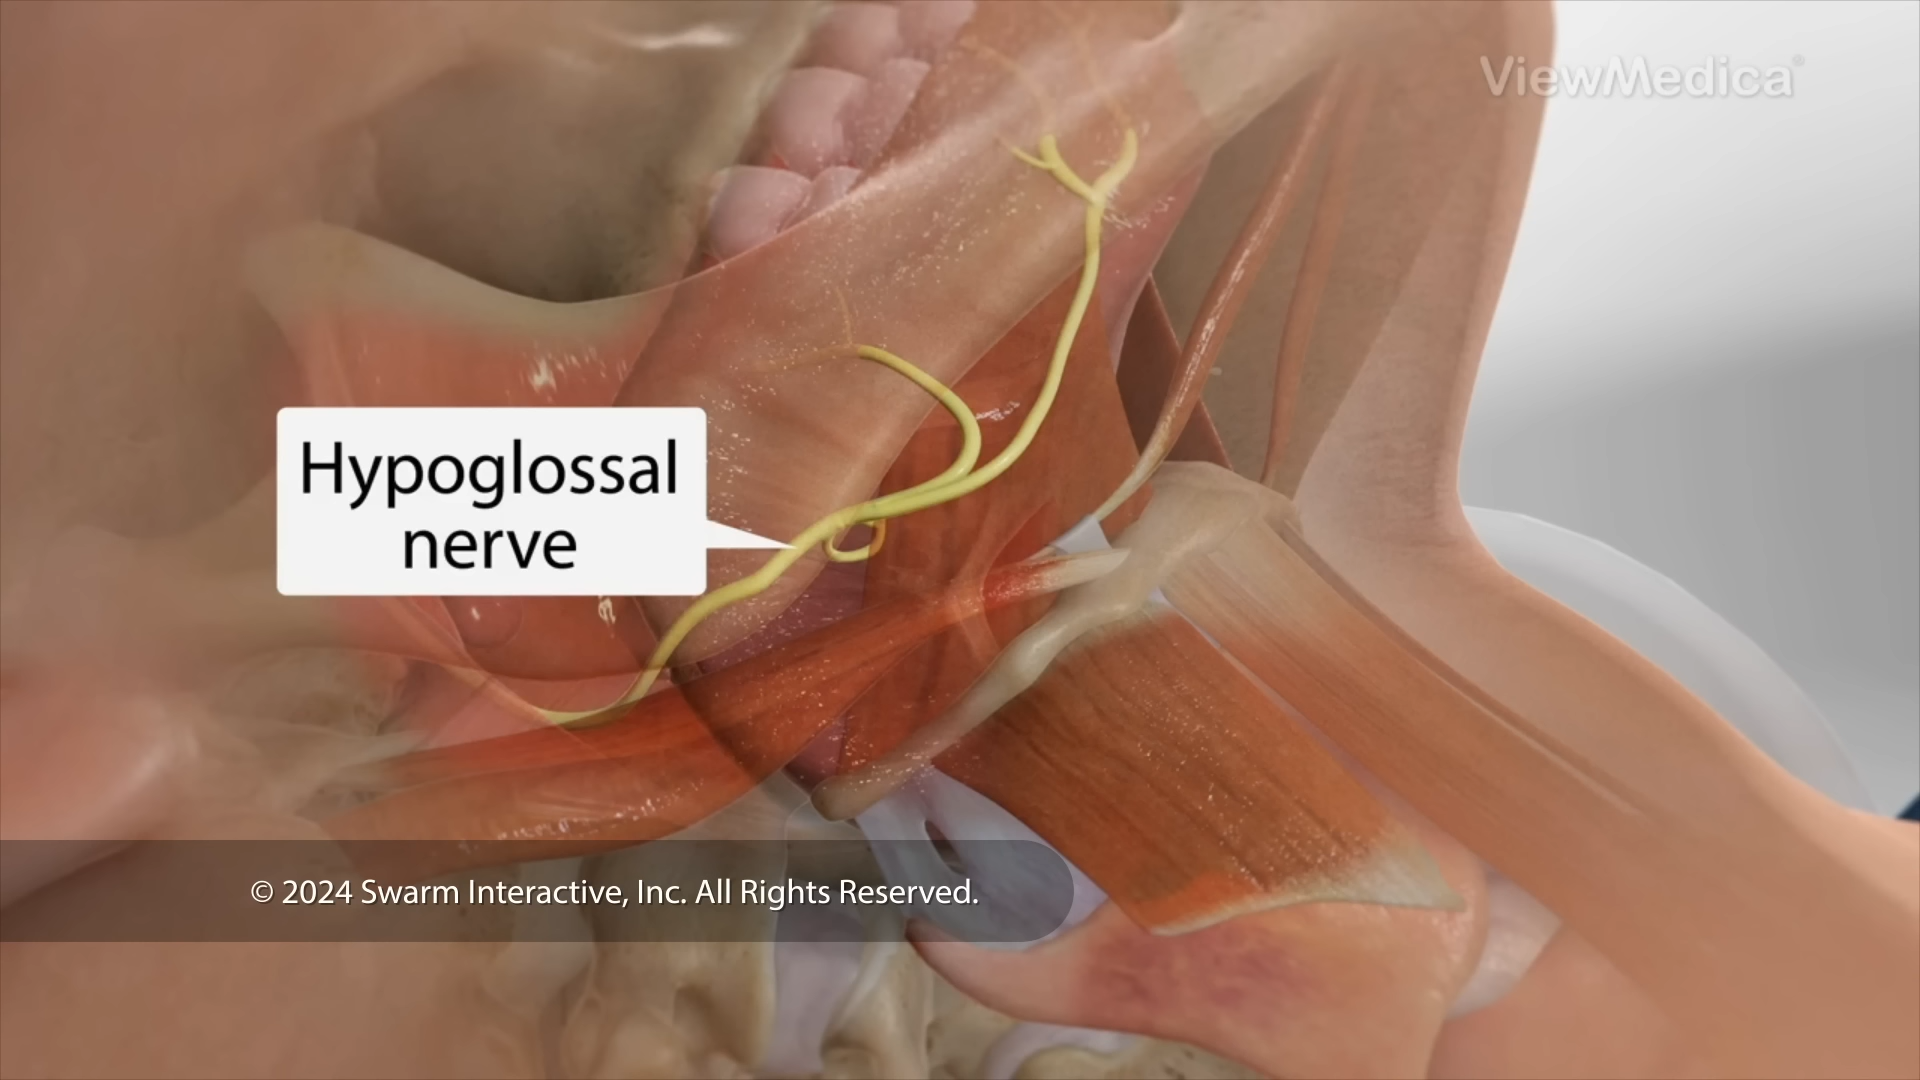 ViewMedica®
Hypoglossal
nerve
© 2024 Swarm Interactive, Inc. All Rights Reserved.